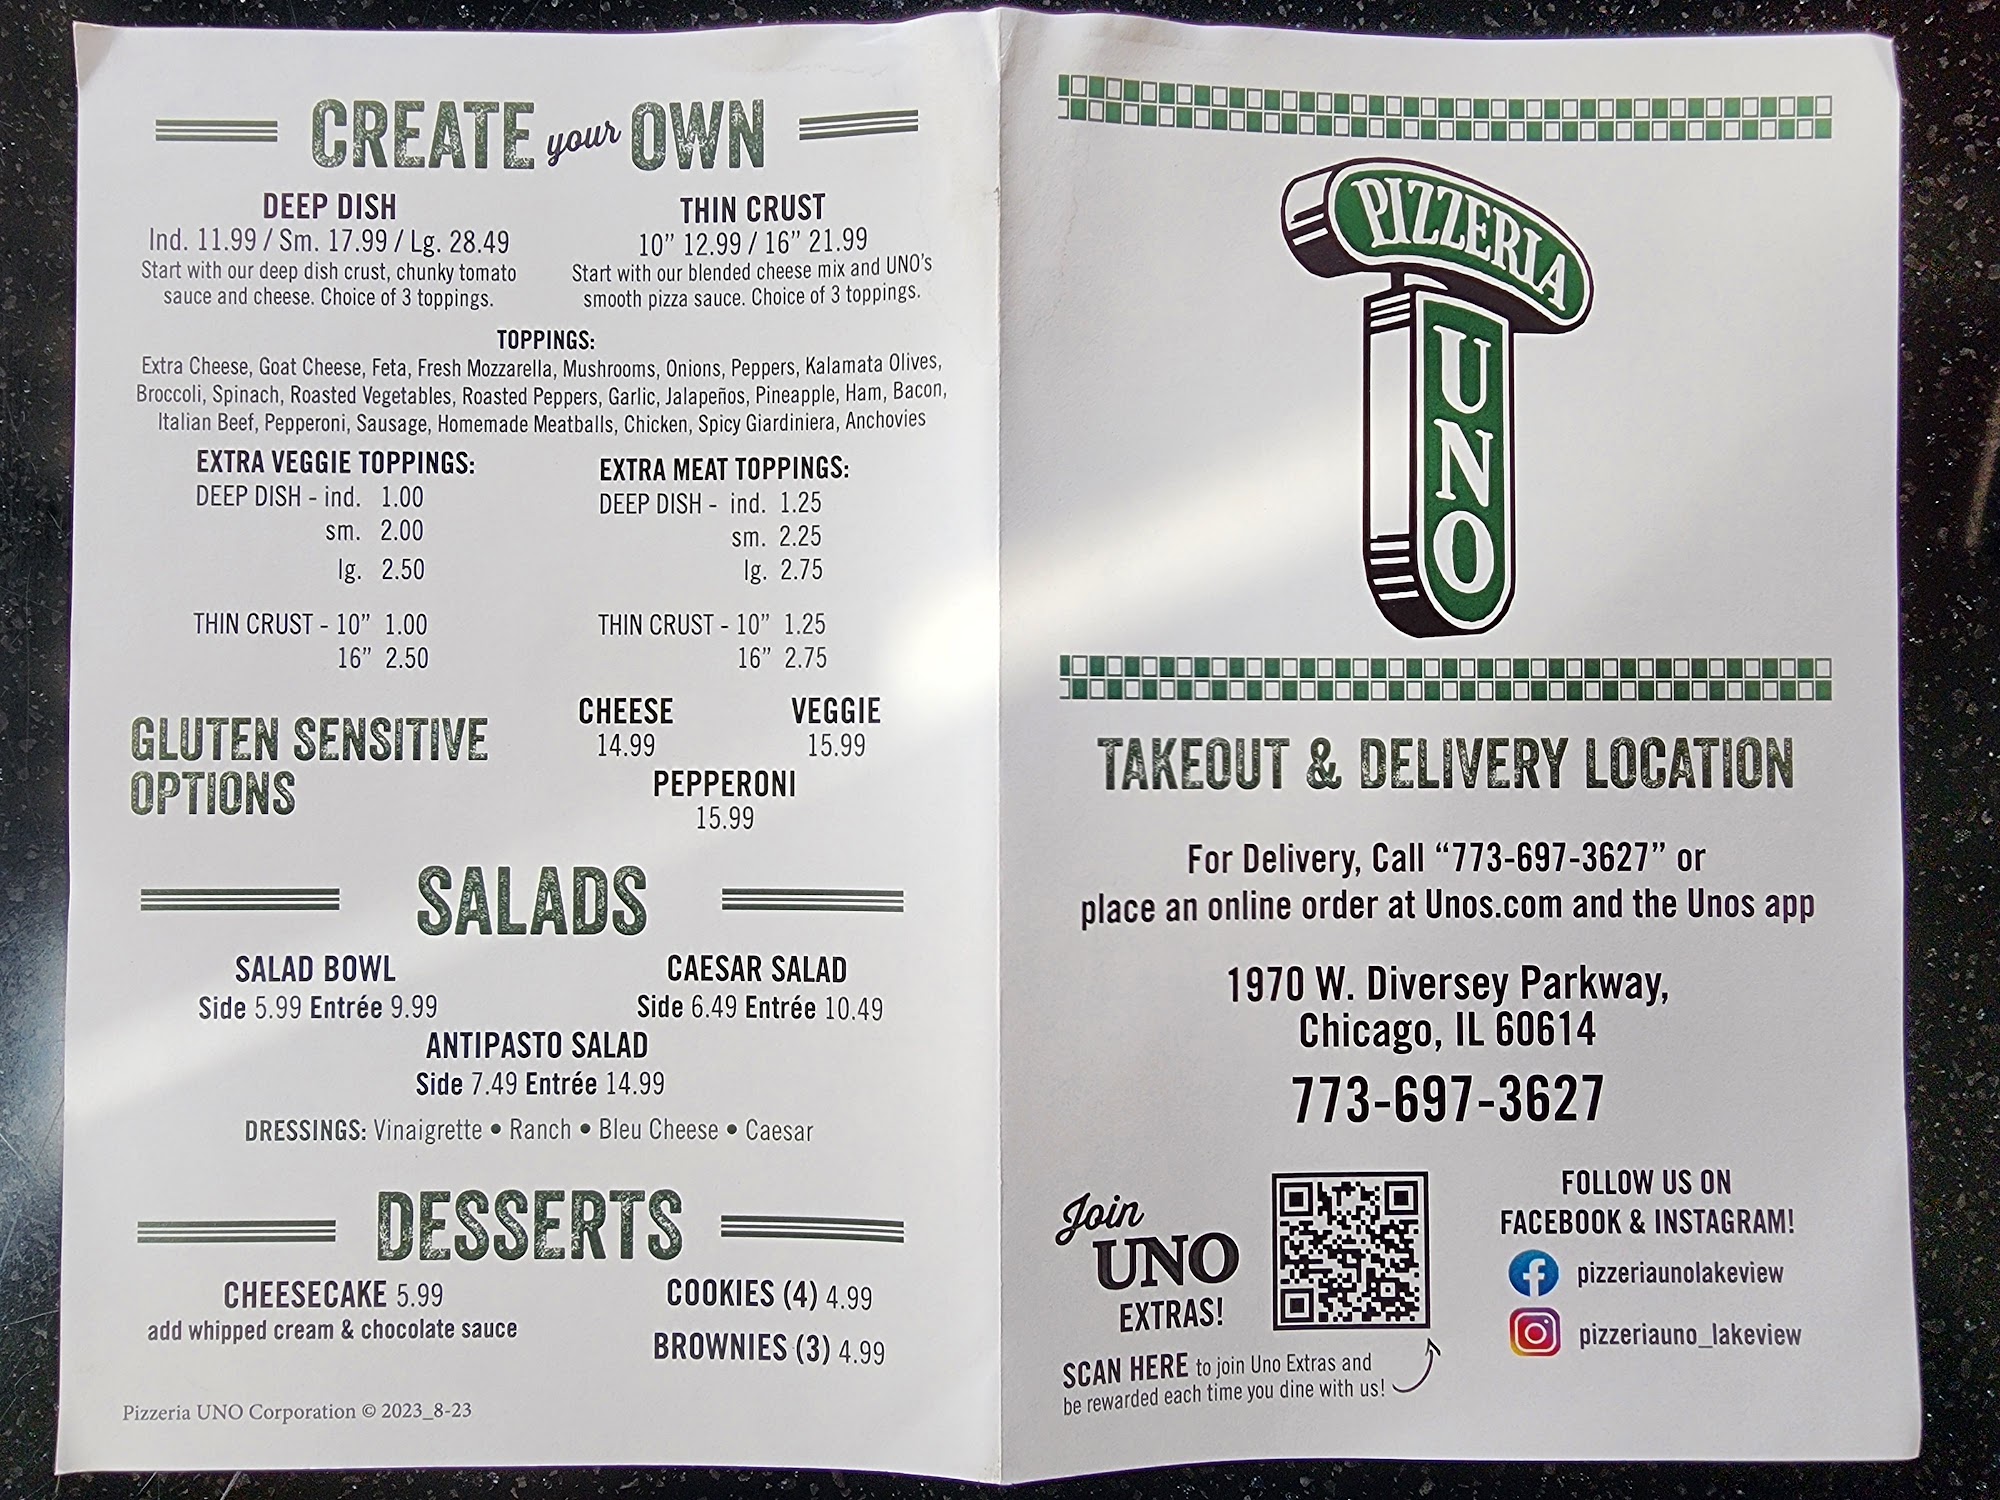 CREATE your OWN
DEEP DISH
Ind. 11.99 / Sm. 17.99 / Lg. 28.49
Start with our deep dish crust, chunky tomato
sauce and cheese. Choice of 3 toppings.
THIN CRUST
10” 12.99 / 16” 21.99
Start with our blended cheese mix and UNO’s
smooth pizza sauce. Choice of 3 toppings.
TOPPINGS:
Extra Cheese, Goat Cheese, Feta, Fresh Mozzarella, Mushrooms, Onions, Peppers, Kalamata Olives,
Broccoli, Spinach, Roasted Vegetables, Roasted Peppers, Garlic, Jalapeños, Pineapple, Ham, Bacon,
Italian Beef, Pepperoni, Sausage, Homemade Meatballs, Chicken, Spicy Giardiniera, Anchovies
EXTRA VEGGIE TOPPINGS:
DEEP DISH - ind. 1.00
sm. 2.00
lg. 2.50
THIN CRUST - 10” 1.00
16” 2.50
EXTRA MEAT TOPPINGS:
DEEP DISH - ind. 1.25
sm. 2.25
lg. 2.75
THIN CRUST - 10” 1.25
16” 2.75
GLUTEN SENSITIVE
OPTIONS
CHEESE
14.99
VEGGIE
15.99
PEPPERONI
15.99
SALADS
SALAD BOWL
Side 5.99 Entrée 9.99
CAESAR SALAD
Side 6.49 Entrée 10.49
ANTIPASTO SALAD
Side 7.49 Entrée 14.99
DRESSINGS: Vinaigrette • Ranch • Bleu Cheese • Caesar
DESSERTS
CHEESECAKE 5.99
add whipped cream & chocolate sauce
COOKIES (4) 4.99
BROWNIES (3) 4.99
Pizzeria UNO Corporation © 2023_8-23
PIZZERIA
UNO
TAKEOUT & DELIVERY LOCATION
For Delivery, Call “773-697-3627” or
place an online order at Unos.com and the Unos app
1970 W. Diversey Parkway,
Chicago, IL 60614
773-697-3627
Join
UNO
EXTRAS!
SCAN HERE to join Uno Extras and
be rewarded each time you dine with us!
FOLLOW US ON
FACEBOOK & INSTAGRAM!
pizzeriaunolakeview
pizzeriauno_lakeview